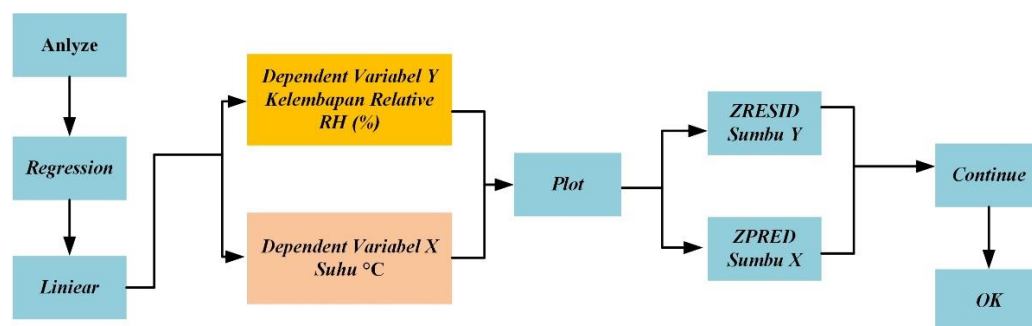 Anlyze
Regression
Liniear
Dependent Variabel Y
Kelembapan Relative
RH (%)
Dependent Variabel X
Suhu °C
Plot
ZRESID
Sumbu Y
ZPRED
Sumbu X
Continue
OK